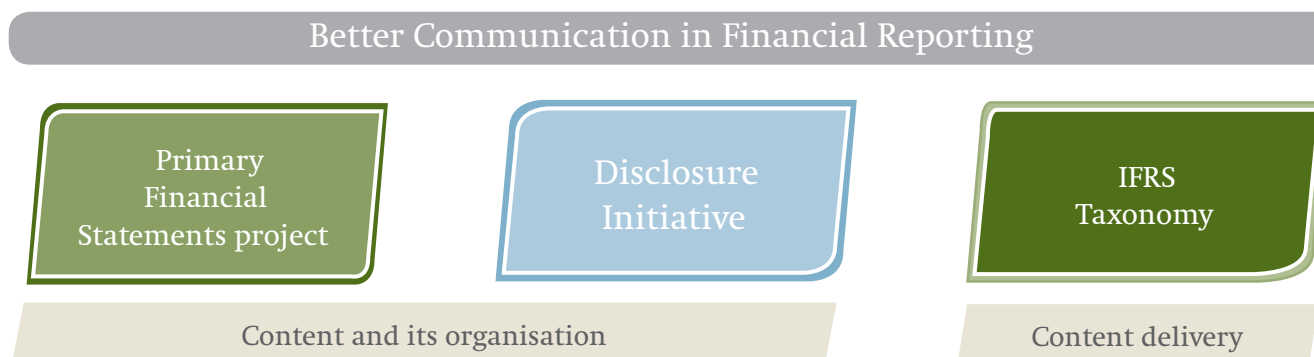 Better Communication in Financial Reporting
Primary
Financial
Statements project
Disclosure
Initiative
IFRS
Taxonomy
Content and its organisation
Content delivery